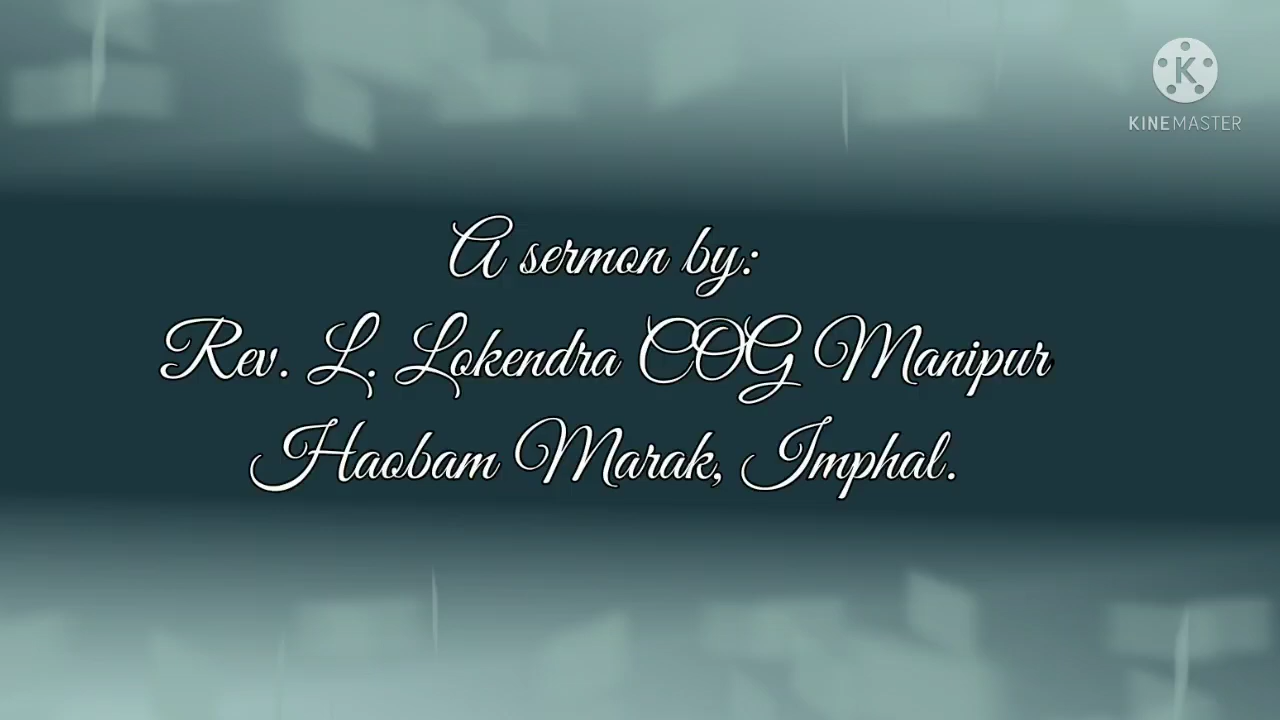 K
KINEMASTER
A sermon by:
Rev. L. Lokendra COG Manipur
Haobam Marak, Imphal.